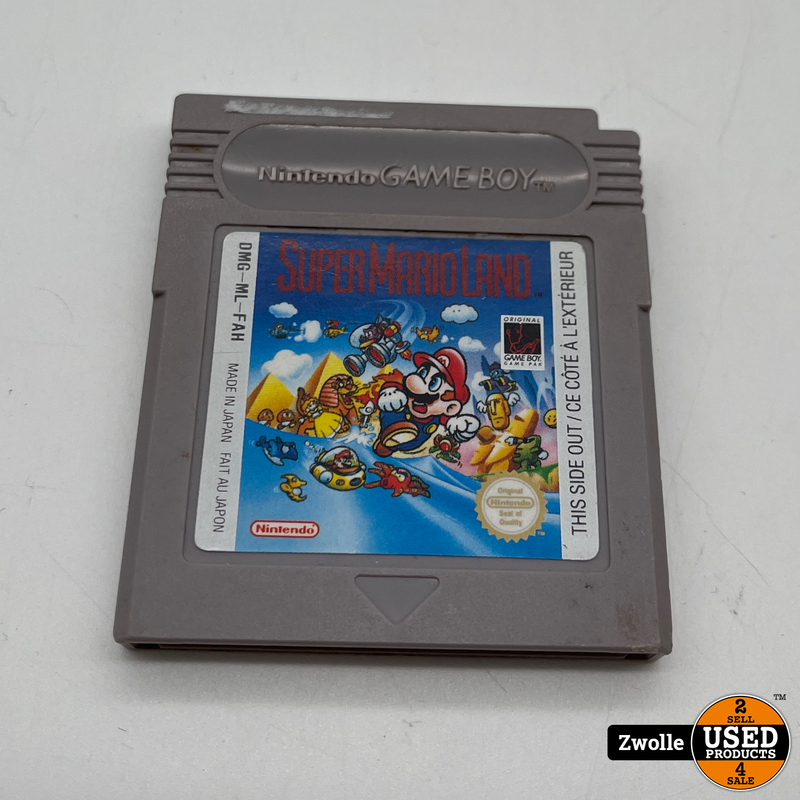 Nintendo GAME BOY TM
DMG-ML-FAH
MADE IN JAPAN FAIT AU JAPON
SUPER MARIO LAND TM
ORIGINAL
GAME BOY
GAME PAK
Original
Nintendo
Seal of
Quality
TM
Nintendo
THIS SIDE OUT / CE CÔTÉ À L'EXTÉRIEUR
Zwolle
2
SELL
USED
PRODUCTS
4
SALE
TM